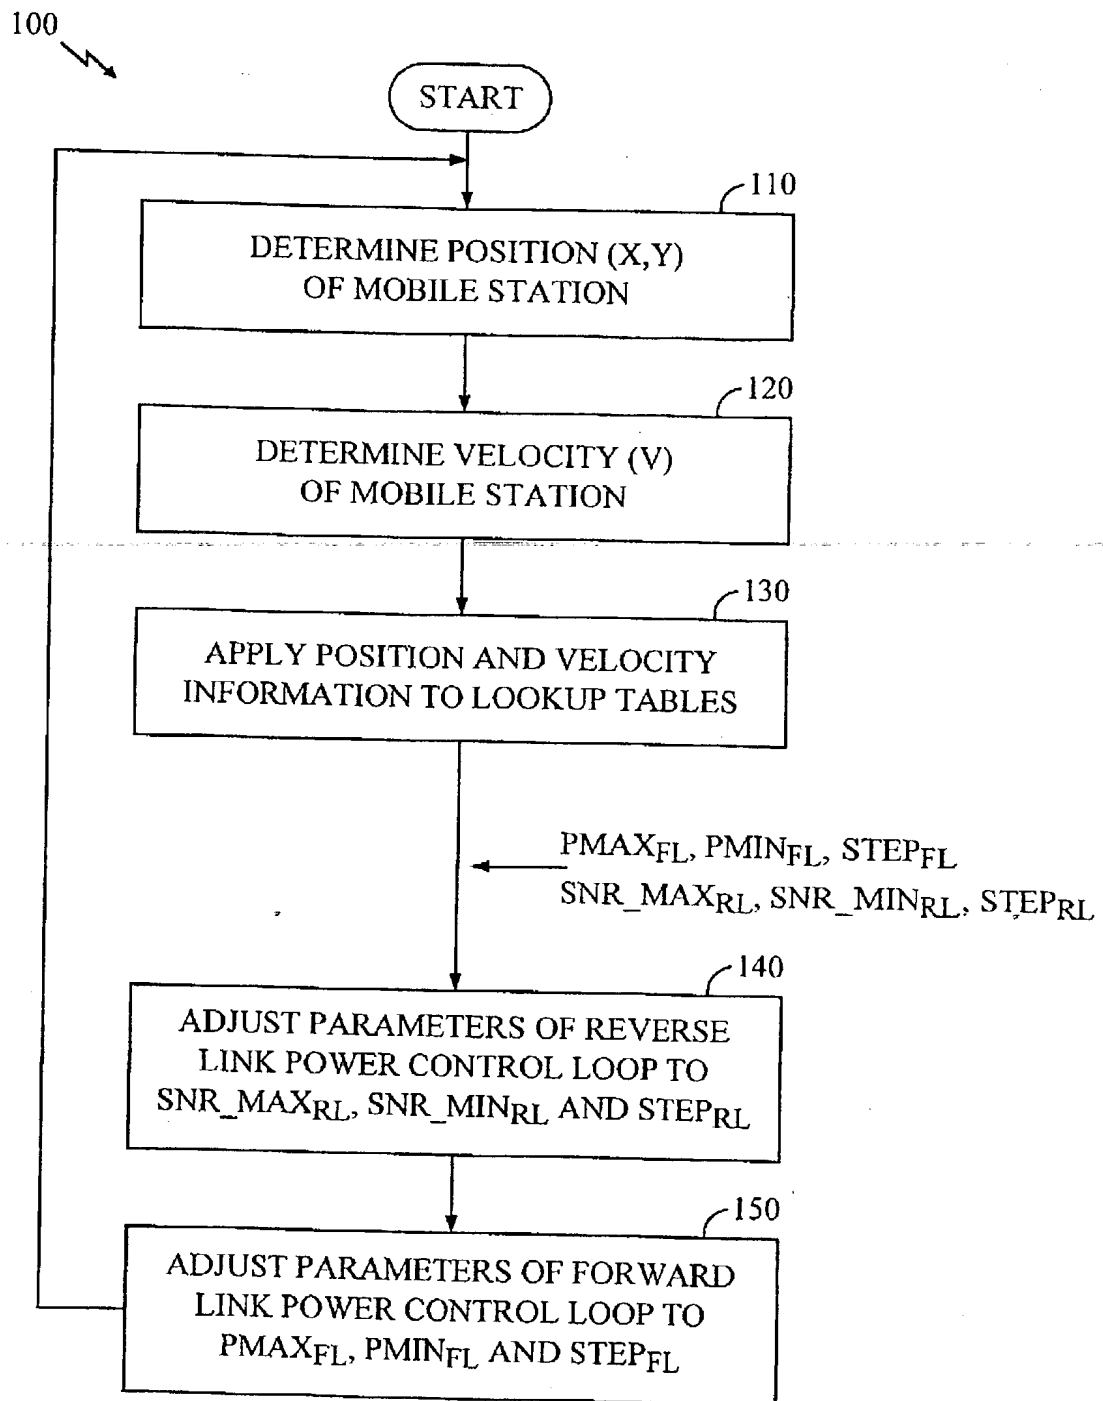 100
START
110
DETERMINE POSITION (X,Y)
OF MOBILE STATION
120
DETERMINE VELOCITY (V)
OF MOBILE STATION
130
APPLY POSITION AND VELOCITY
INFORMATION TO LOOKUP TABLES
PMAXFL, PMINFL, STEPFL
SNR_MAXRL, SNR_MINRL, STEPRL
140
ADJUST PARAMETERS OF REVERSE
LINK POWER CONTROL LOOP TO
SNR_MAXRL, SNR_MINRL AND STEPRL
150
ADJUST PARAMETERS OF FORWARD
LINK POWER CONTROL LOOP TO
PMAXFL, PMINFL AND STEPFL